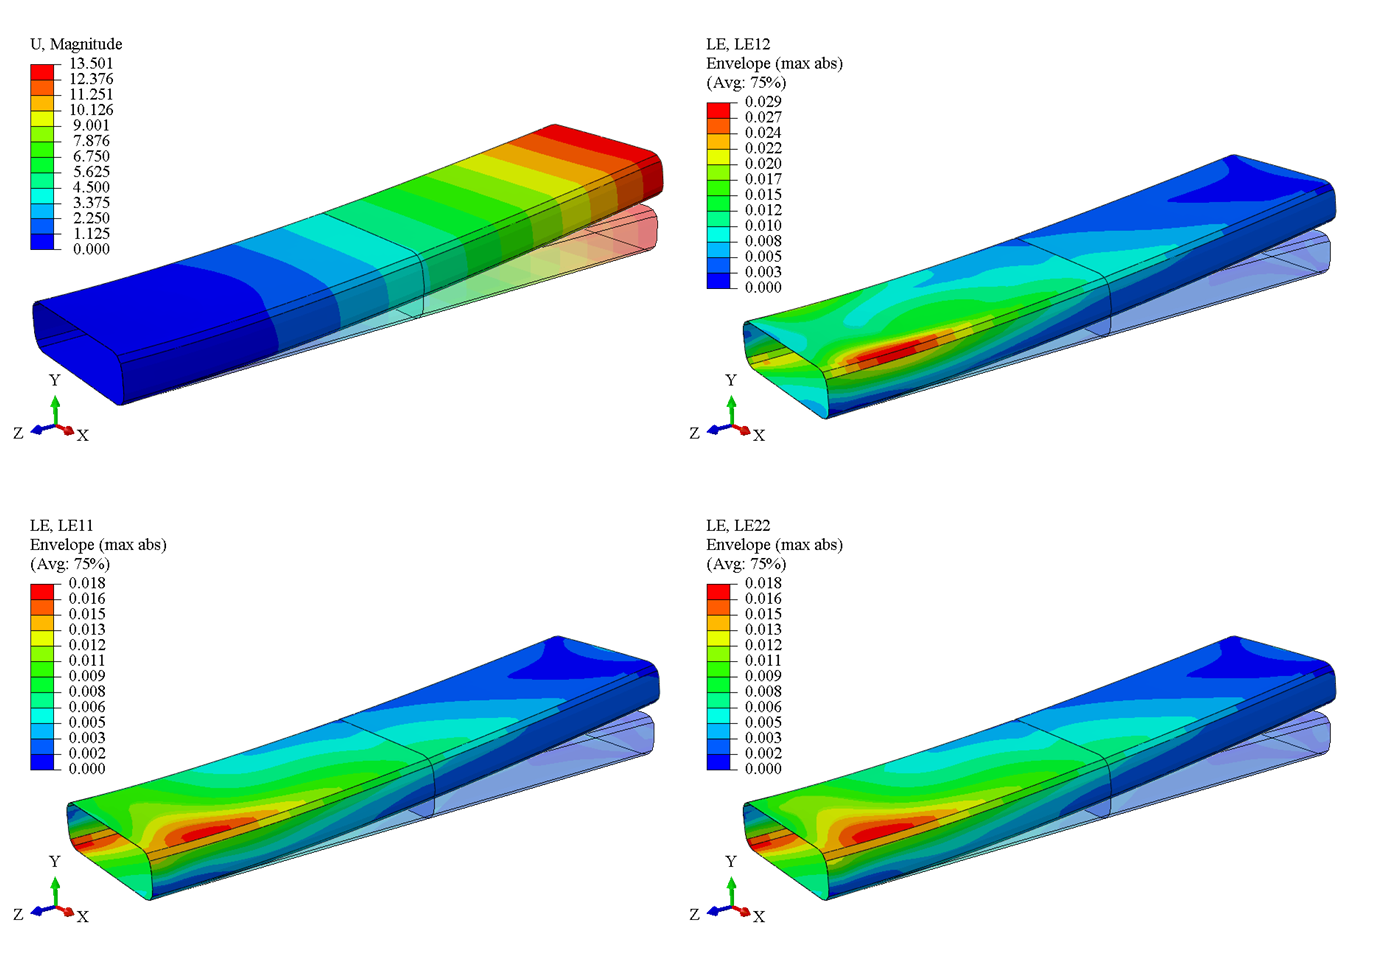 U, Magnitude
13.501
12.376
11.251
10.126
9.001
7.876
6.750
5.625
4.500
3.375
2.250
1.125
0.000
Y
Z
X
LE, LE12
Envelope (max abs)
(Avg: 75%)
0.029
0.027
0.024
0.022
0.020
0.017
0.015
0.012
0.010
0.008
0.005
0.003
0.000
Y
Z
X
LE, LE11
Envelope (max abs)
(Avg: 75%)
0.018
0.016
0.015
0.013
0.012
0.011
0.009
0.008
0.006
0.005
0.003
0.002
0.000
Y
Z
X
LE, LE22
Envelope (max abs)
(Avg: 75%)
0.018
0.016
0.015
0.013
0.012
0.011
0.009
0.008
0.006
0.005
0.003
0.002
0.000
Y
Z
X